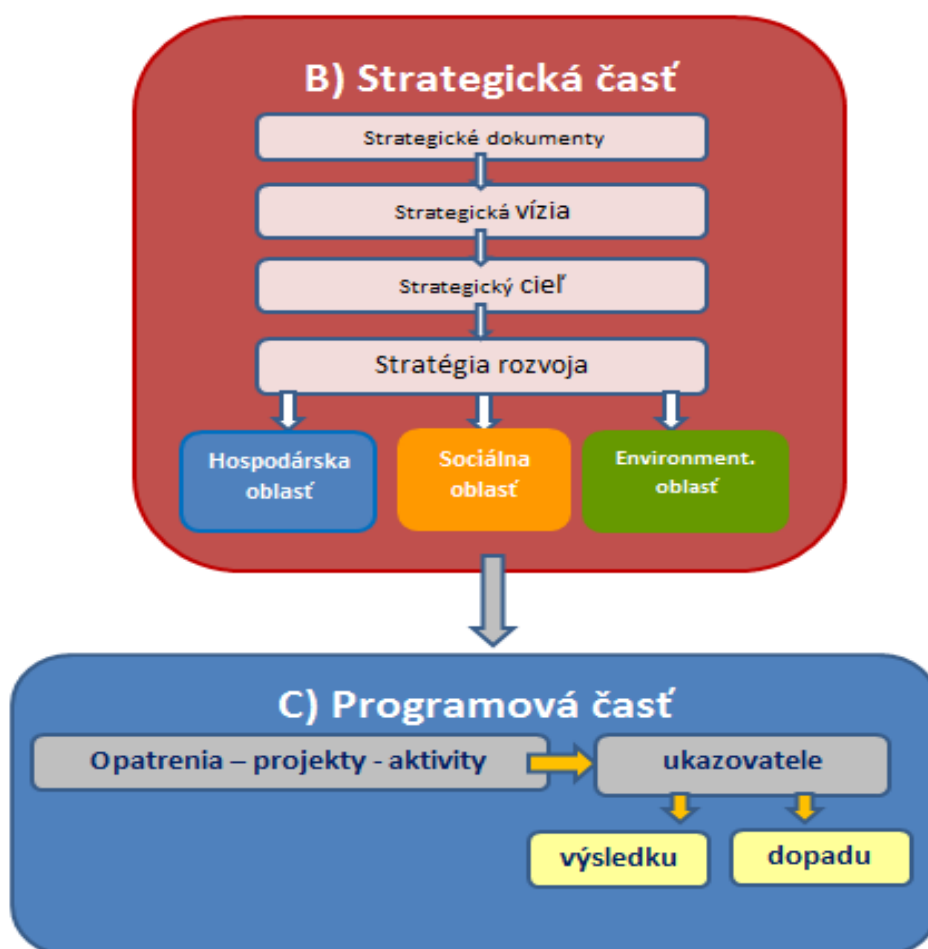 B) Strategická časť
Strategické dokumenty
Strategická vízia
Strategický cieľ
Stratégia rozvoja
Hospodárska
oblasť
Sociálna
oblasť
Environment.
oblasť
C) Programová časť
Opatrenia – projekty - aktivity
ukazovatele
výsledku
dopadu